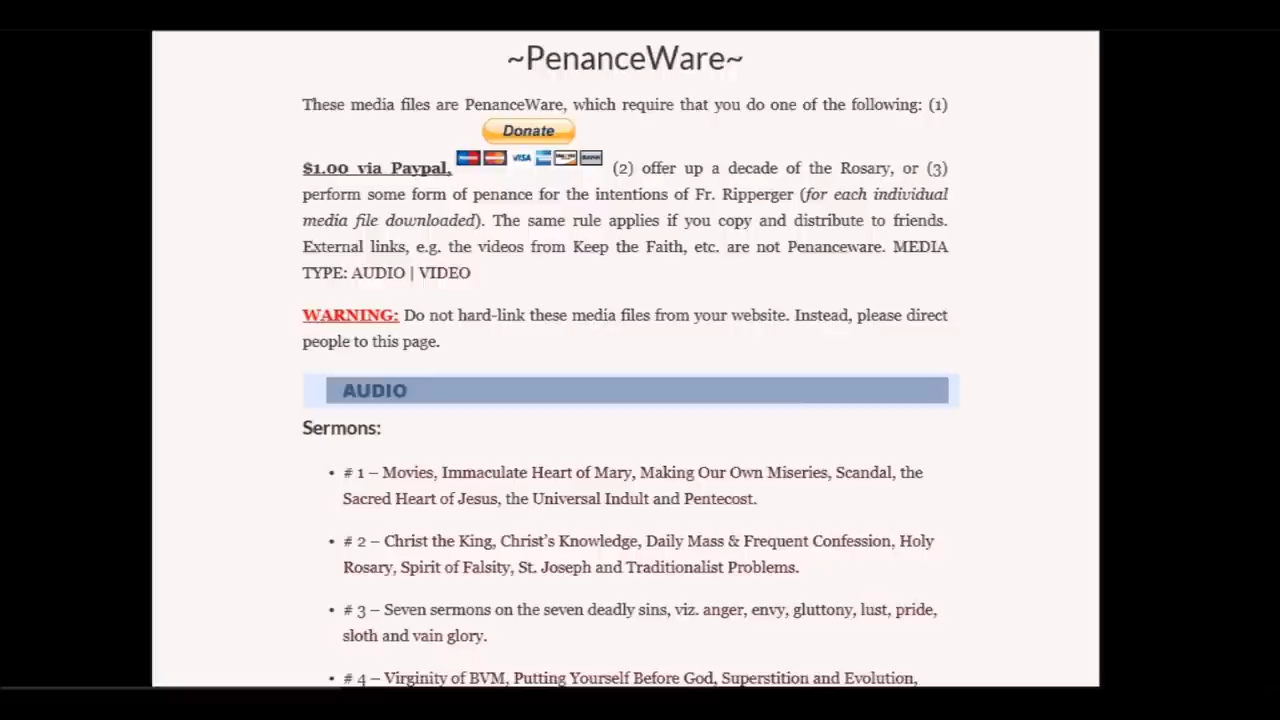 ~PenanceWare~
These media files are PenanceWare, which require that you do one of the following: (1)
Donate
$1.00 via Paypal, VISA (2) offer up a decade of the Rosary, or (3)
perform some form of penance for the intentions of Fr. Ripperger (for each individual
media file downloaded). The same rule applies if you copy and distribute to friends.
External links, e.g. the videos from Keep the Faith, etc. are not Penanceware. MEDIA
TYPE: AUDIO | VIDEO
WARNING: Do not hard-link these media files from your website. Instead, please direct
people to this page.
AUDIO
Sermons:
• # 1 – Movies, Immaculate Heart of Mary, Making Our Own Miseries, Scandal, the
Sacred Heart of Jesus, the Universal Indult and Pentecost.
• # 2 – Christ the King, Christ's Knowledge, Daily Mass & Frequent Confession, Holy
Rosary, Spirit of Falsity, St. Joseph and Traditionalist Problems.
• # 3 – Seven sermons on the seven deadly sins, viz. anger, envy, gluttony, lust, pride,
sloth and vain glory.
• # 4 – Virginity of BVM, Putting Yourself Before God, Superstition and Evolution,